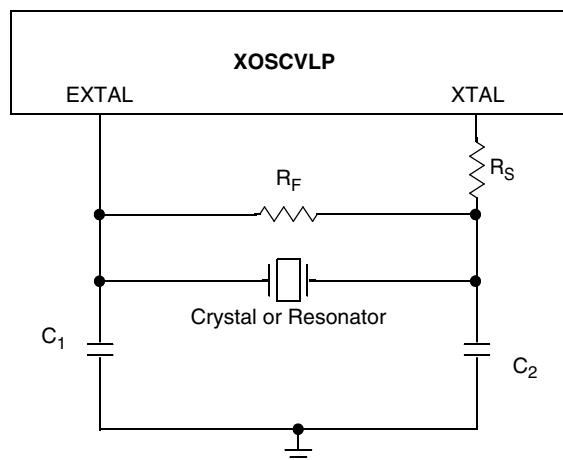 XOSCVLP
EXTAL XTAL
R_S
R_F
Crystal or Resonator
C_1
C_2